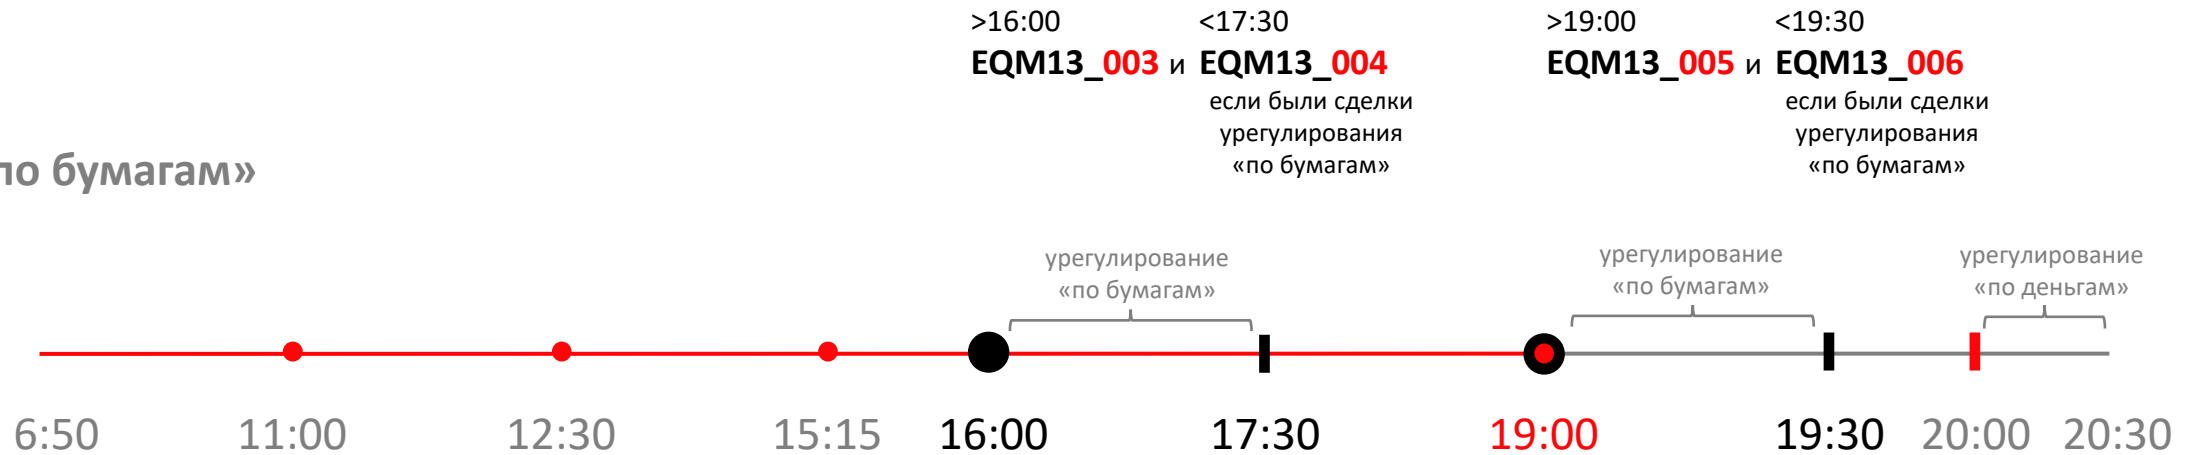 >16:00 <17:30 >19:00 <19:30
EQM13_003 и EQM13_004 EQM13_005 и EQM13_006
если были сделки если были сделки
урегулирования урегулирования
«по бумагам» «по бумагам»
по бумагам»
урегулирование урегулирование урегулирование
«по бумагам» «по бумагам» «по деньгам»
6:50 11:00 12:30 15:15 16:00 17:30 19:00 19:30 20:00 20:30